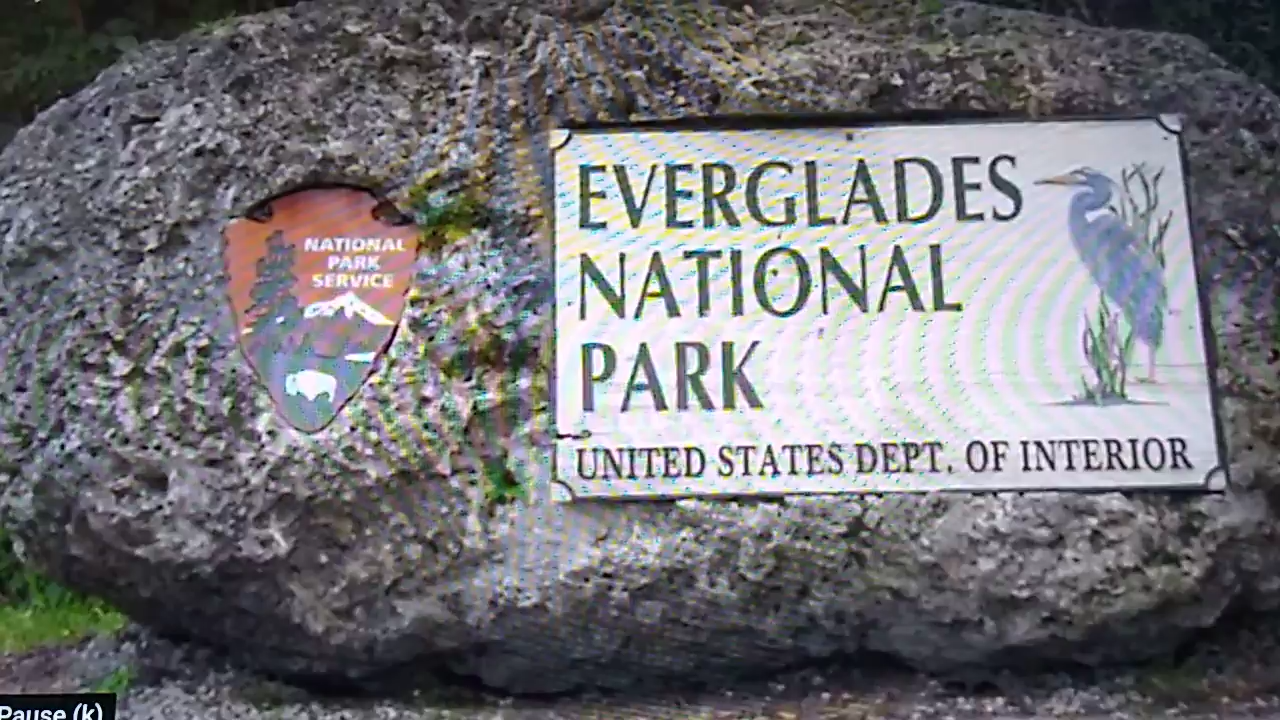 NATIONAL
PARK
SERVICE
EVERGLADES
NATIONAL
PARK
UNITED STATES DEPT. OF INTERIOR
Pause (k)